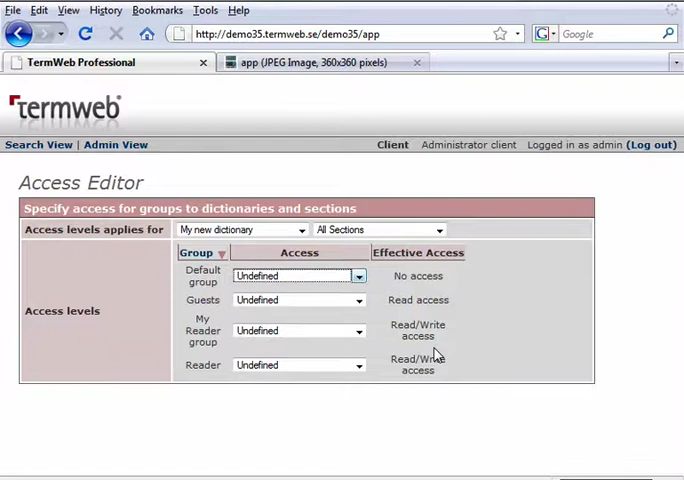 File Edit View History Bookmarks Tools Help
http://demo35.termweb.se/demo35/app
Google
TermWeb Professional
app (JPEG Image, 360x360 pixels)
termweb
Search View | Admin View Client Administrator client Logged in as admin (Log out)
Access Editor
Specify access for groups to dictionaries and sections
Access levels applies for My new dictionary All Sections
Group Access Effective Access
Access levels
Default group Undefined No access
Guests Undefined Read access
My Reader group Undefined Read/Write access
Reader Undefined Read/Write access